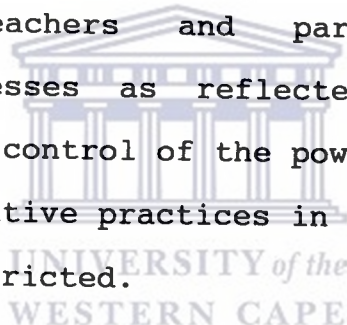 eachers and par
esses as reflecte
control of the pow
tive practices in
UNIVERSITY of the
ricted.
WESTERN CAPE